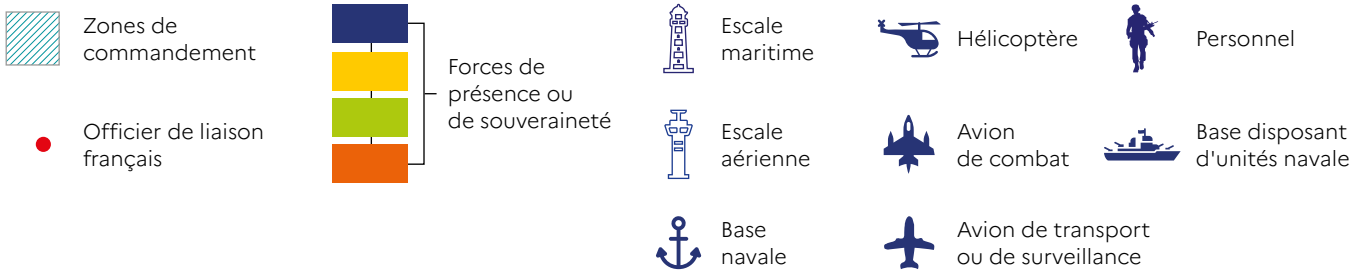 Zones de
commandement
Officier de liaison
français
Forces de
présence ou
de souveraineté
Escale
maritime
Escale
aérienne
Base
navale
Hélicoptère
Avion
de combat
Avion de transport
ou de surveillance
Personnel
Base disposant
d'unités navale